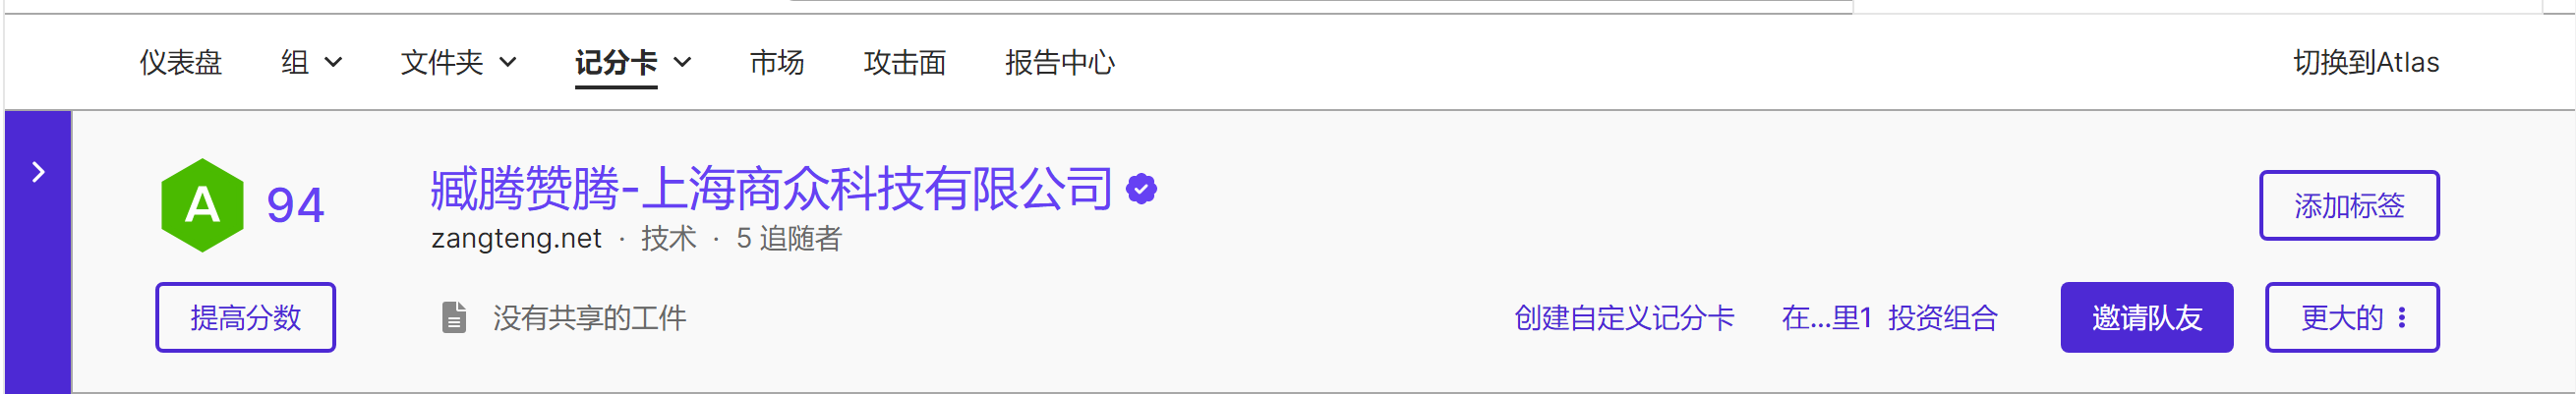 仪表盘 组 文件夹 记分卡 市场 攻击面 报告中心 切换到Atlas
A 94 臧腾赞腾-上海商众科技有限公司 添加标签
zangteng.net · 技术 · 5 追随者
提高分数 没有共享的工件 创建自定义记分卡 在...里1 投资组合 邀请队友 更大的